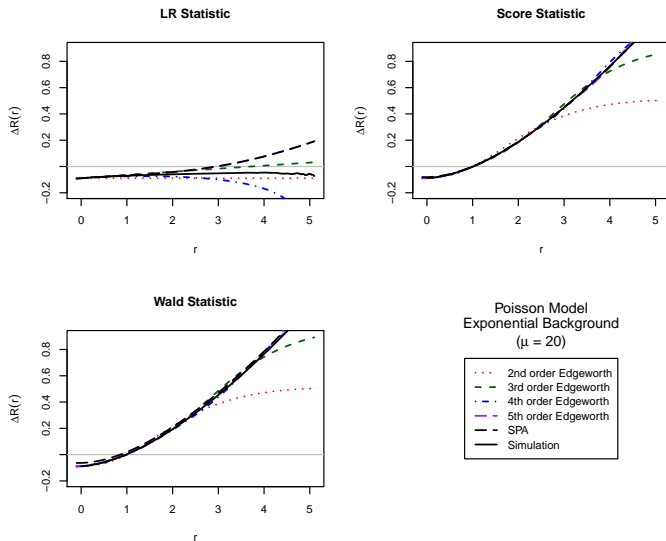 LR Statistic
ΔR(r)
0.8
0.6
0.4
0.2
-0.2
0 1 2 3 4 5
r
Score Statistic
ΔR(r)
0.8
0.6
0.4
0.2
-0.2
0 1 2 3 4 5
r
Wald Statistic
ΔR(r)
0.8
0.6
0.4
0.2
-0.2
0 1 2 3 4 5
r
Poisson Model
Exponential Background
(μ = 20)
2nd order Edgeworth
3rd order Edgeworth
4th order Edgeworth
5th order Edgeworth
SPA
Simulation